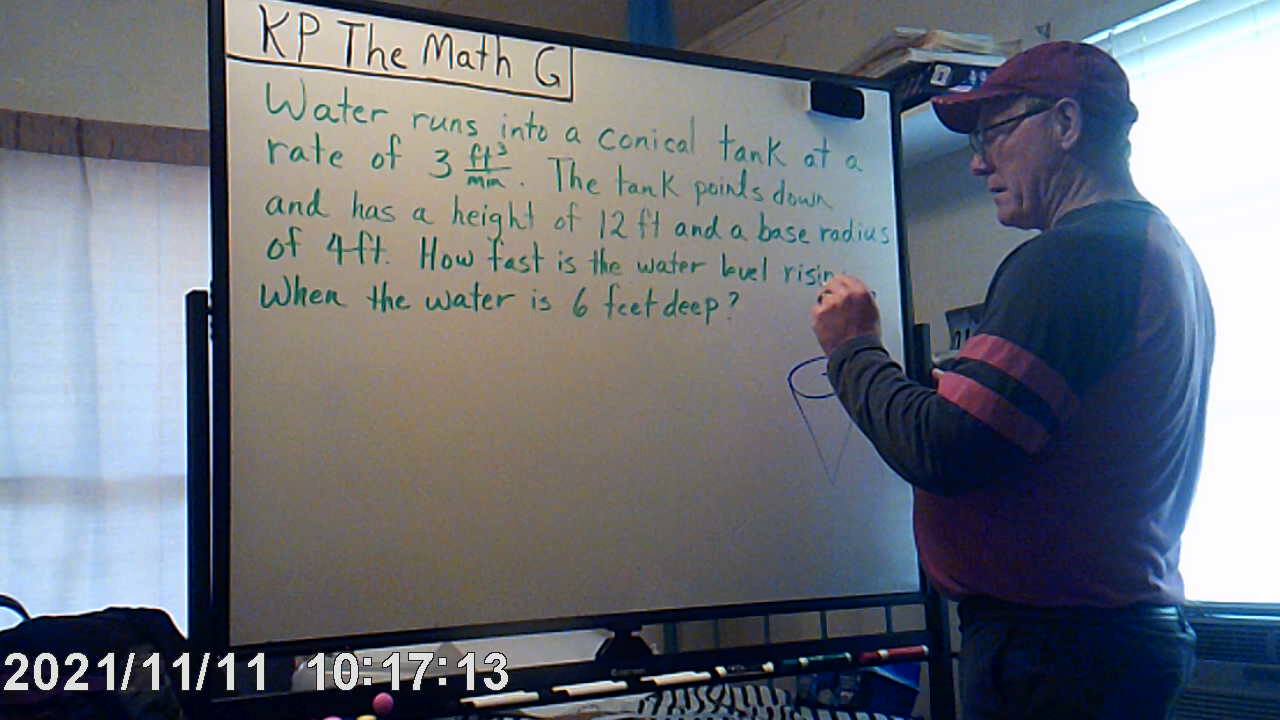 KP The Math G
Water runs into a conical tank at a
rate of 3 ft³/min. The tank points down
and has a height of 12 ft and a base radius
of 4ft. How fast is the water level risin
When the water is 6 feet deep?
2021/11/11 10:17:13